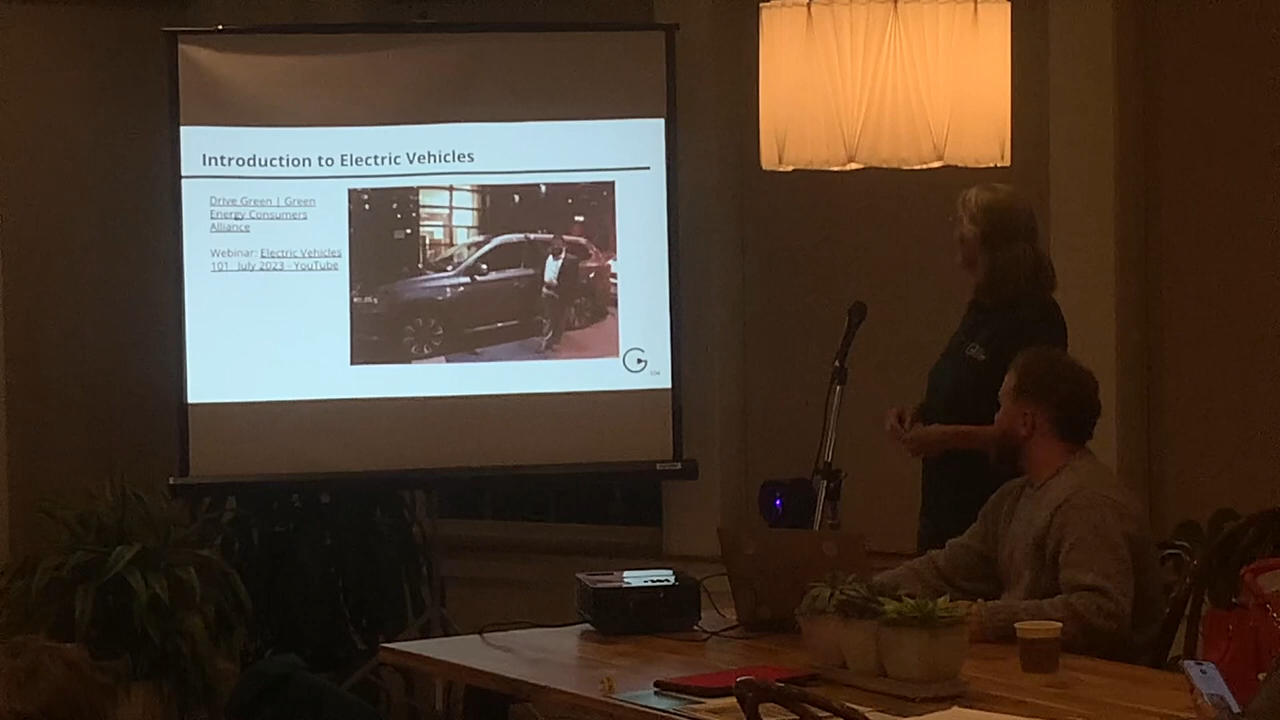 Introduction to Electric Vehicles
Drive Green | Green
Energy Consumers
Alliance
Webinar: Electric Vehicles
101 July 2023 - YouTube